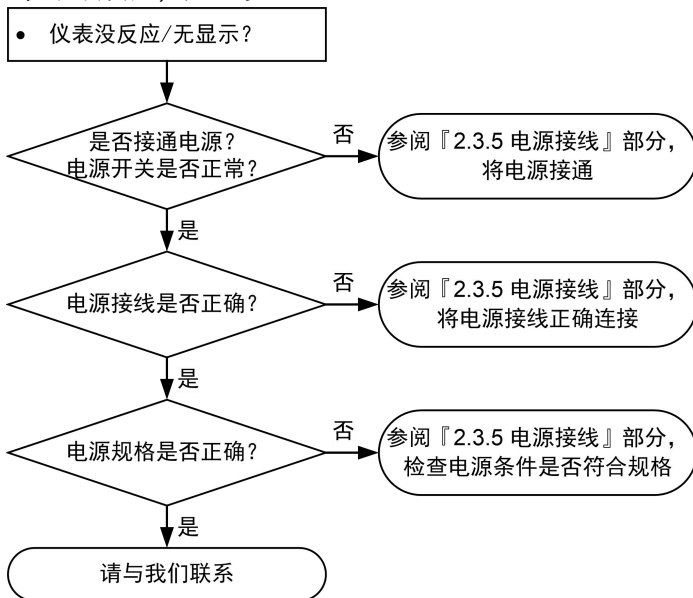 • 仪表没反应/无显示？
是否接通电源？
电源开关是否正常？
否
参阅『2.3.5 电源接线』部分，
将电源接通
是
电源接线是否正确？
否
参阅『2.3.5 电源接线』部分，
将电源接线正确连接
是
电源规格是否正确？
否
参阅『2.3.5 电源接线』部分，
检查电源条件是否符合规格
是
请与我们联系